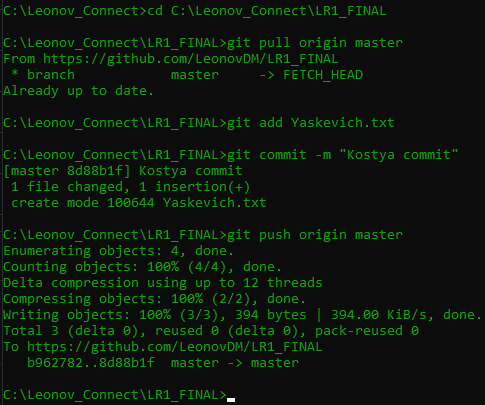 C:\Leonov_Connect>cd C:\Leonov_Connect\LR1_FINAL
C:\Leonov_Connect\LR1_FINAL>git pull origin master
From https://github.com/LeonovDM/LR1_FINAL
 * branch            master     -> FETCH_HEAD
Already up to date.
C:\Leonov_Connect\LR1_FINAL>git add Yaskevich.txt
C:\Leonov_Connect\LR1_FINAL>git commit -m "Kostya commit"
[master 8d88b1f] Kostya commit
 1 file changed, 1 insertion(+)
 create mode 100644 Yaskevich.txt
C:\Leonov_Connect\LR1_FINAL>git push origin master
Enumerating objects: 4, done.
Counting objects: 100% (4/4), done.
Delta compression using up to 12 threads
Compressing objects: 100% (2/2), done.
Writing objects: 100% (3/3), 394 bytes | 394.00 KiB/s, done.
Total 3 (delta 0), reused 0 (delta 0), pack-reused 0
To https://github.com/LeonovDM/LR1_FINAL
   b962782..8d88b1f  master -> master
C:\Leonov_Connect\LR1_FINAL>